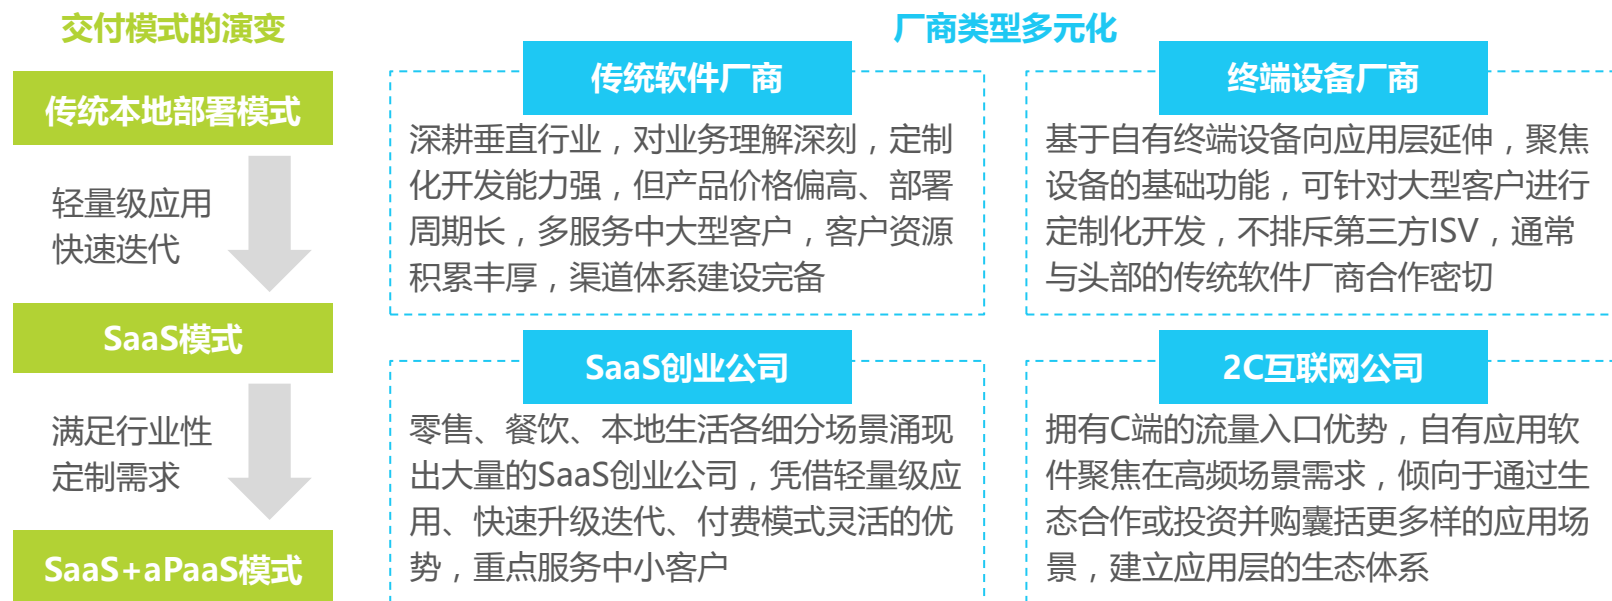 交付模式的演变
传统本地部署模式
轻量级应用
快速迭代
SaaS模式
满足行业性
定制需求
SaaS+aPaaS模式
厂商类型多元化
传统软件厂商
深耕垂直行业，对业务理解深刻，定制
化开发能力强，但产品价格偏高、部署
周期长，多服务中大型客户，客户资源
积累丰厚，渠道体系建设完备
终端设备厂商
基于自有终端设备向应用层延伸，聚焦
设备的基础功能，可针对大型客户进行
定制化开发，不排斥第三方ISV，通常
与头部的传统软件厂商合作密切
SaaS创业公司
零售、餐饮、本地生活各细分场景涌现
出大量的SaaS创业公司，凭借轻量级应
用、快速升级迭代、付费模式灵活的优
势，重点服务中小客户
2C互联网公司
拥有C端的流量入口优势，自有应用软
件聚焦在高频场景需求，倾向于通过生
态合作或投资并购囊括更多样的应用场
景，建立应用层的生态体系